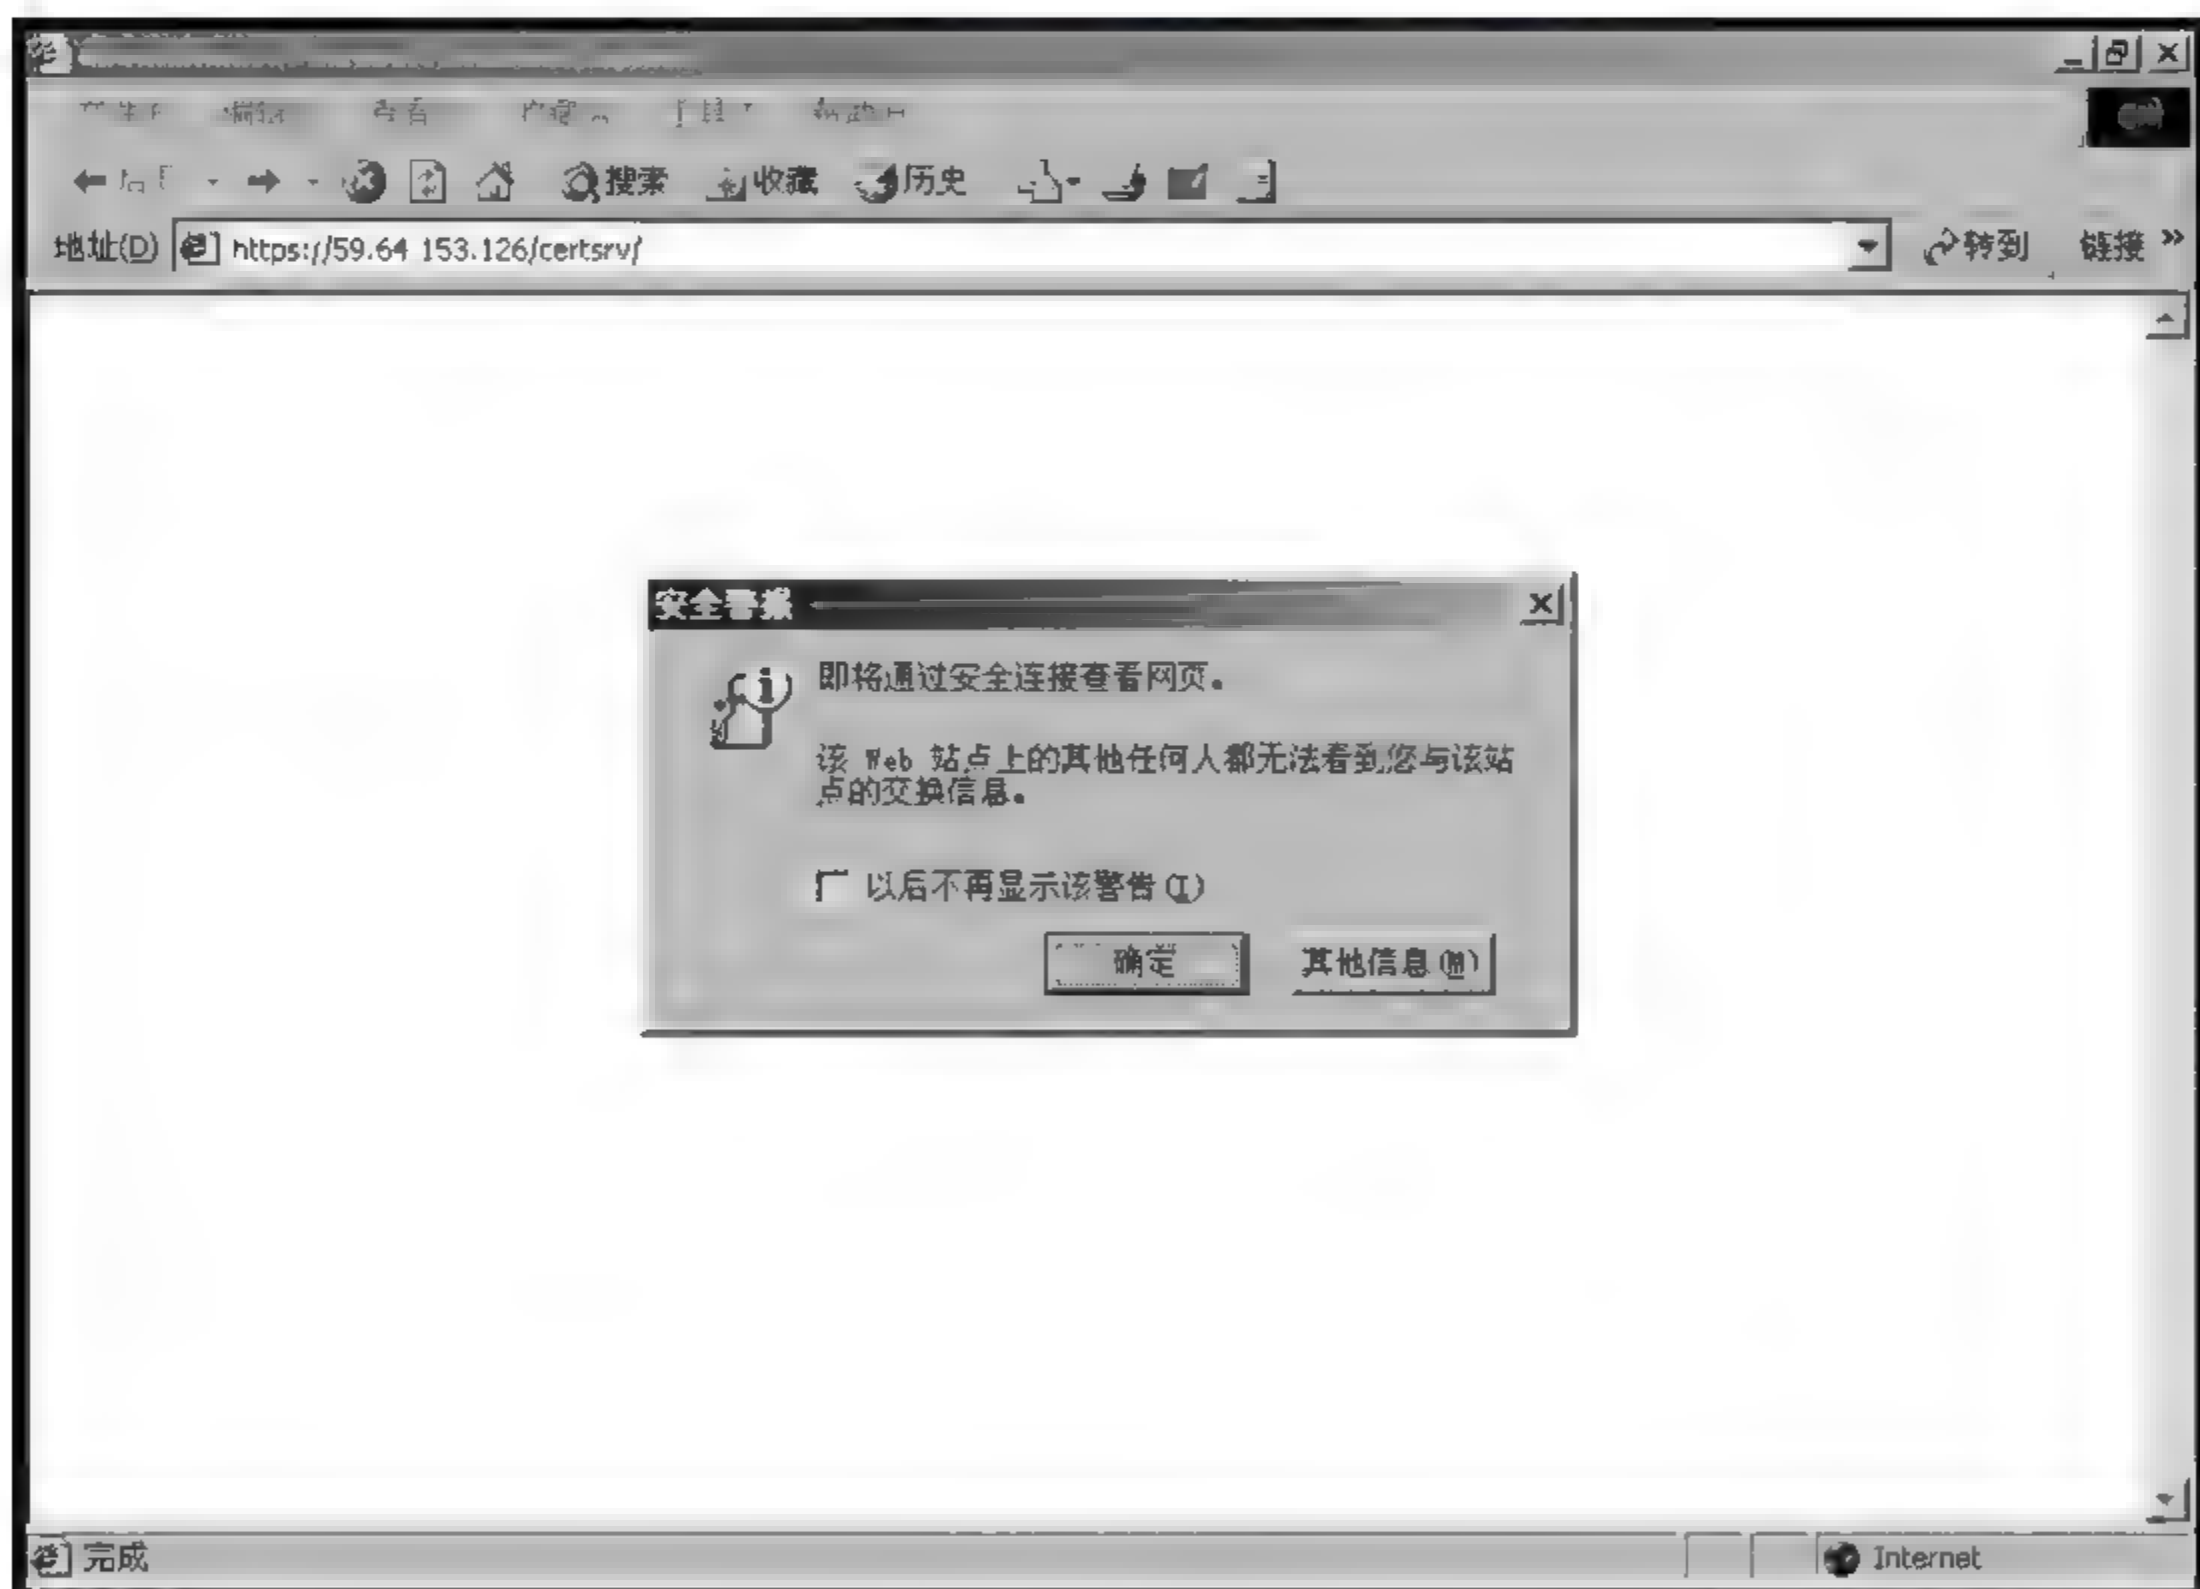 查看
搜索 收藏 历史
地址(D) https://59.64 153.126/certsrv/ 转到 链接 »
安全警报
即将通过安全连接查看网页。
该 Web 站点上的其他任何人都无法看到您与该站
点的交换信息。
以后不再显示该警告(I)
确定 其他信息(M)
完成 Internet